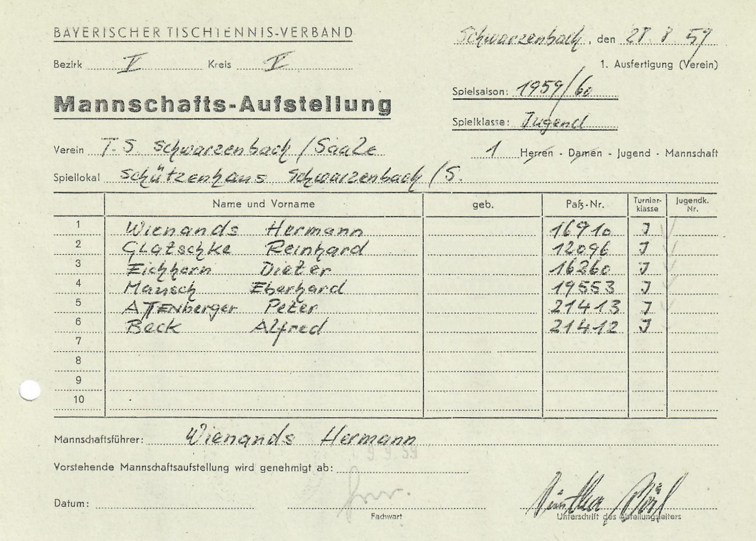 BAYERISCHER TISCHTENNIS-VERBAND
Schwarzenbach, den 28 8 59
Bezirk V Kreis V
1. Ausfertigung (Verein)
Mannschafts-Aufstellung
Spielsaison: 1959/60
Spielklasse: Jugend
Verein T.S Schwarzenbach/Saale
1 Herren - Damen - Jugend - Mannschaft
Spiellokal Schützenhaus Schwarzenbach/S.
Name und Vorname geb. Paß-Nr. Turnier-klasse Jugendk. Nr.
1 Wienands Hermann 16910 J
2 Glatschke Reinhard 12096 J
3 Eichhorn Dieter 16260 J
4 Mansch Eberhard 19553 J
5 Attenberger Peter 21413 J
6 Beck Alfred 21412 J
7
8
9
10
Mannschaftsführer: Wienands Hermann
9.9.59
Vorstehende Mannschaftsaufstellung wird genehmigt ab:
Datum:
Fachwart
Unterschrift des Abteilungsleiters